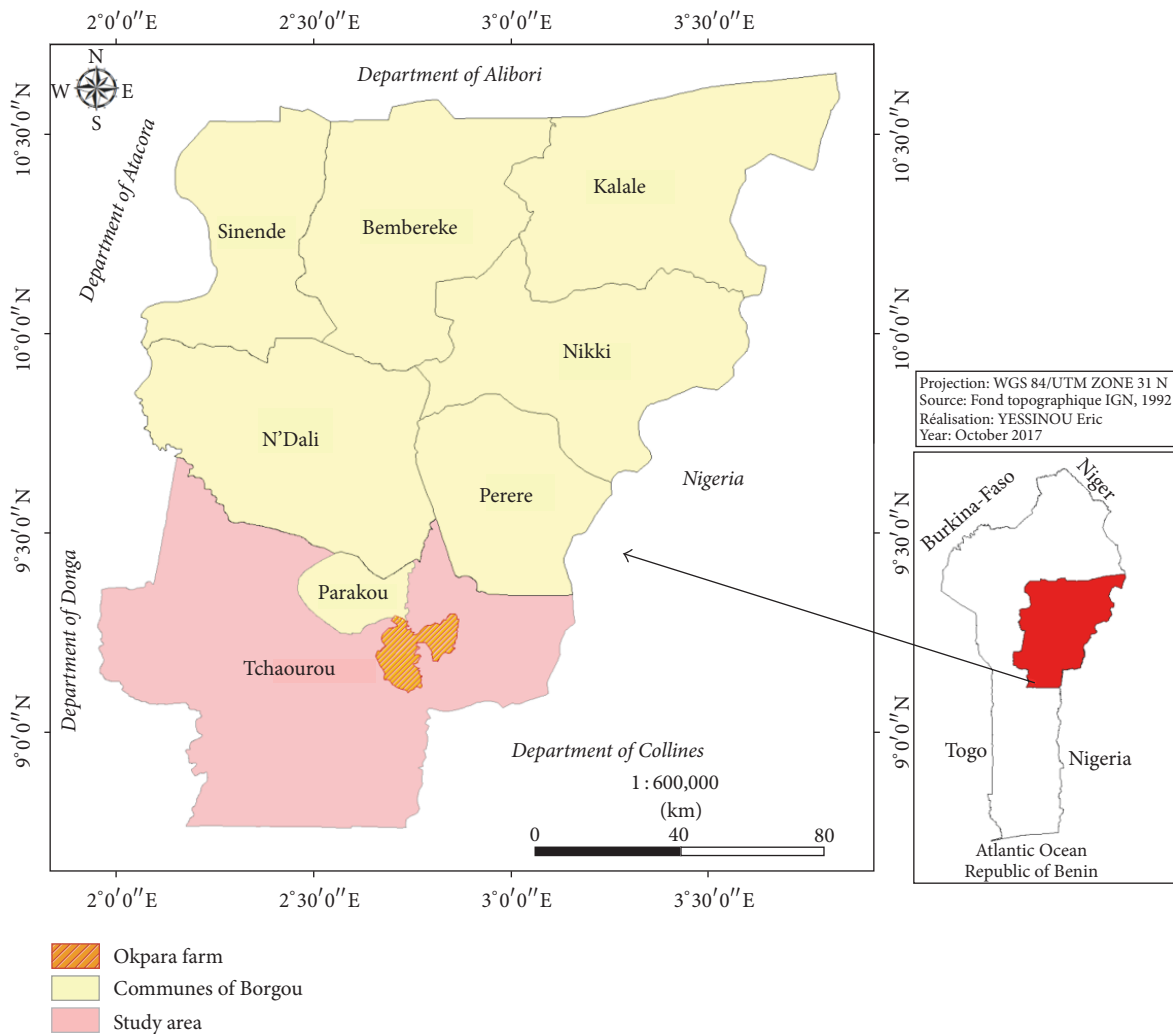 2°0′0″E
2°30′0″E
3°0′0″E
3°30′0″E
N
W
E
S
Department of Alibori
Department of Atacora
10°30′0″N
10°30′0″N
Kalale
Sinende
Bembereke
10°0′0″N
10°0′0″N
Nikki
N’Dali
Perere
Nigeria
9°30′0″N
9°30′0″N
Parakou
Tchaourou
Department of Donga
9°0′0″N
9°0′0″N
Department of Collines
1 : 600,000
(km)
0
40
80
2°0′0″E
2°30′0″E
3°0′0″E
3°30′0″E
Projection: WGS 84/UTM ZONE 31 N
Source: Fond topographique IGN, 1992
Réalisation: YESSINOU Eric
Year: October 2017
Burkina-Faso
Niger
Togo
Nigeria
Atlantic Ocean
Republic of Benin
Okpara farm
Communes of Borgou
Study area